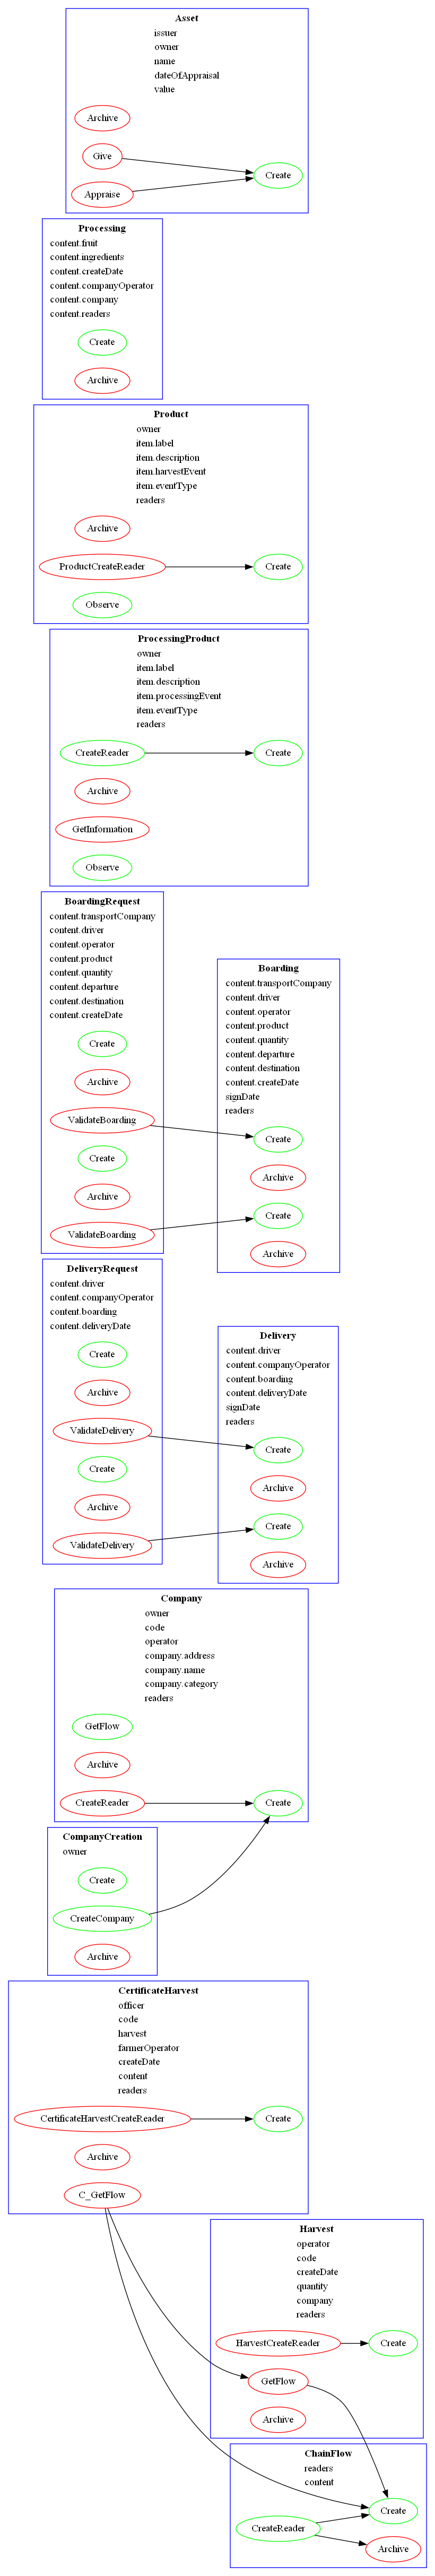 Asset
issuer
owner
name
dateOfAppraisal
value
Archive
Give
Create
Appraise
Processing
content.fruit
content.ingredients
content.createDate
content.companyOperator
content.company
content.readers
Create
Archive
Product
owner
item.label
item.description
item.harvestEvent
item.eventType
readers
Archive
ProductCreateReader
Create
Observe
ProcessingProduct
owner
item.label
item.description
item.processingEvent
item.eventType
readers
CreateReader
Create
Archive
GetInformation
Observe
BoardingRequest
content.transportCompany
content.driver
content.operator
content.product
content.quantity
content.departure
content.destination
content.createDate
Create
Archive
ValidateBoarding
Create
Archive
ValidateBoarding
Boarding
content.transportCompany
content.driver
content.operator
content.product
content.quantity
content.departure
content.destination
content.createDate
signDate
readers
Create
Archive
Create
Archive
DeliveryRequest
content.driver
content.companyOperator
content.boarding
content.deliveryDate
Create
Archive
ValidateDelivery
Create
Archive
ValidateDelivery
Delivery
content.driver
content.companyOperator
content.boarding
content.deliveryDate
signDate
readers
Create
Archive
Create
Archive
Company
owner
code
operator
company.address
company.name
company.category
readers
GetFlow
Archive
CreateReader
Create
CompanyCreation
owner
Create
CreateCompany
Archive
CertificateHarvest
officer
code
harvest
farmerOperator
createDate
content
readers
CertificateHarvestCreateReader
Create
Archive
C_GetFlow
Harvest
operator
code
createDate
quantity
company
readers
HarvestCreateReader
Create
GetFlow
Archive
ChainFlow
readers
content
Create
CreateReader
Archive